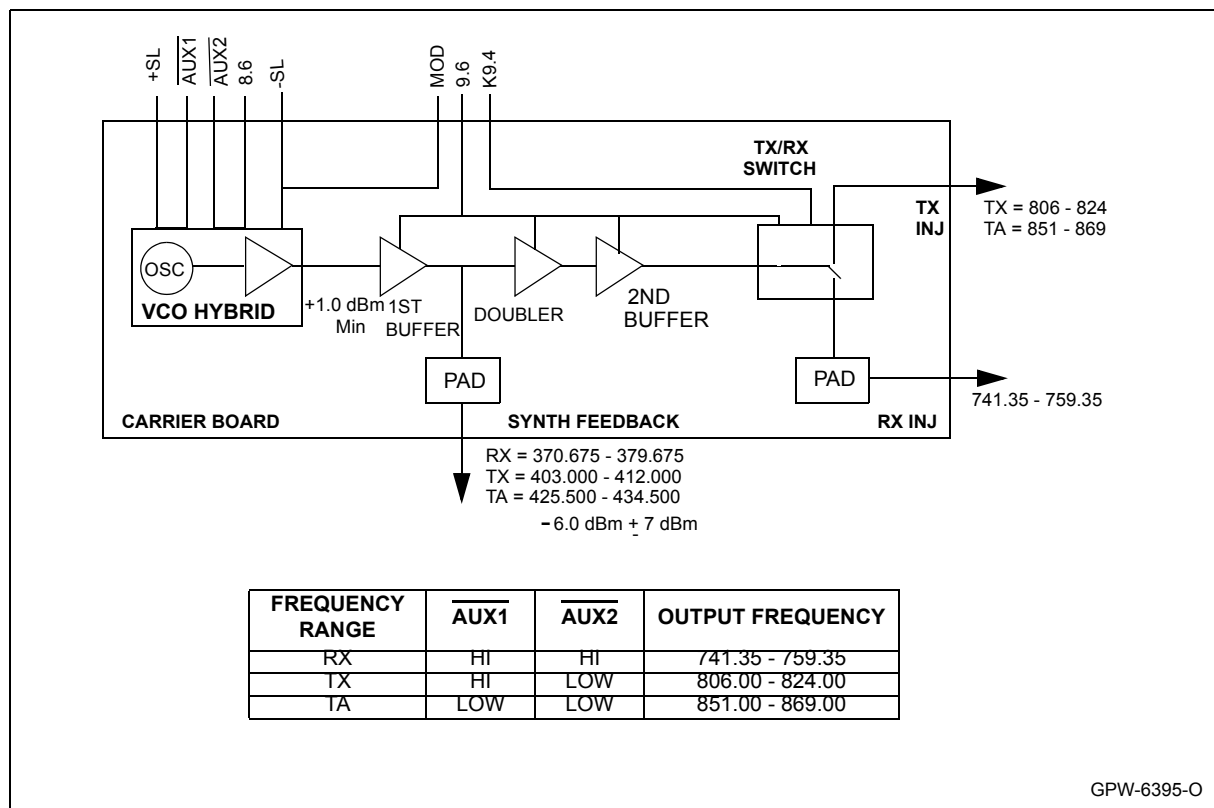 +SL
AUX1
AUX2
8.6
-SL
MOD
9.6
K9.4
TX/RX
SWITCH
TX
INJ
TX = 806 - 824
TA = 851 - 869
OSC
VCO HYBRID
+1.0 dBm
Min
1ST
BUFFER
DOUBLER
2ND
BUFFER
PAD
PAD
741.35 - 759.35
CARRIER BOARD
SYNTH FEEDBACK
RX INJ
RX = 370.675 - 379.675
TX = 403.000 - 412.000
TA = 425.500 - 434.500
- 6.0 dBm ± 7 dBm
FREQUENCY RANGE AUX1 AUX2 OUTPUT FREQUENCY
RX HI HI 741.35 - 759.35
TX HI LOW 806.00 - 824.00
TA LOW LOW 851.00 - 869.00
GPW-6395-O